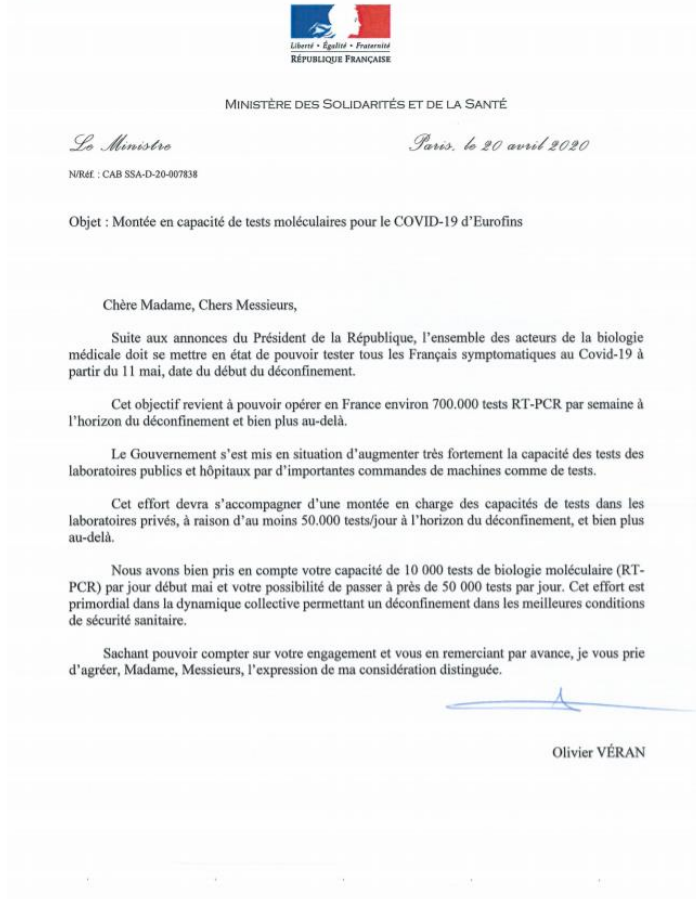 Liberté • Égalité • Fraternité
RÉPUBLIQUE FRANÇAISE
MINISTÈRE DES SOLIDARITÉS ET DE LA SANTÉ
Le Ministre
Paris, le 20 avril 2020
N/Réf. : CAB SSA-D-20-007838
Objet : Montée en capacité de tests moléculaires pour le COVID-19 d'Eurofins
Chère Madame, Chers Messieurs,
Suite aux annonces du Président de la République, l'ensemble des acteurs de la biologie
médicale doit se mettre en état de pouvoir tester tous les Français symptomatiques au Covid-19 à
partir du 11 mai, date du début du déconfinement.
Cet objectif revient à pouvoir opérer en France environ 700.000 tests RT-PCR par semaine à
l'horizon du déconfinement et bien plus au-delà.
Le Gouvernement s'est mis en situation d'augmenter très fortement la capacité des tests des
laboratoires publics et hôpitaux par d'importantes commandes de machines comme de tests.
Cet effort devra s'accompagner d'une montée en charge des capacités de tests dans les
laboratoires privés, à raison d'au moins 50.000 tests/jour à l'horizon du déconfinement, et bien plus
au-delà.
Nous avons bien pris en compte votre capacité de 10 000 tests de biologie moléculaire (RT-
PCR) par jour début mai et votre possibilité de passer à près de 50 000 tests par jour. Cet effort est
primordial dans la dynamique collective permettant un déconfinement dans les meilleures conditions
de sécurité sanitaire.
Sachant pouvoir compter sur votre engagement et vous en remerciant par avance, je vous prie
d'agréer, Madame, Messieurs, l'expression de ma considération distinguée.
Olivier VÉRAN